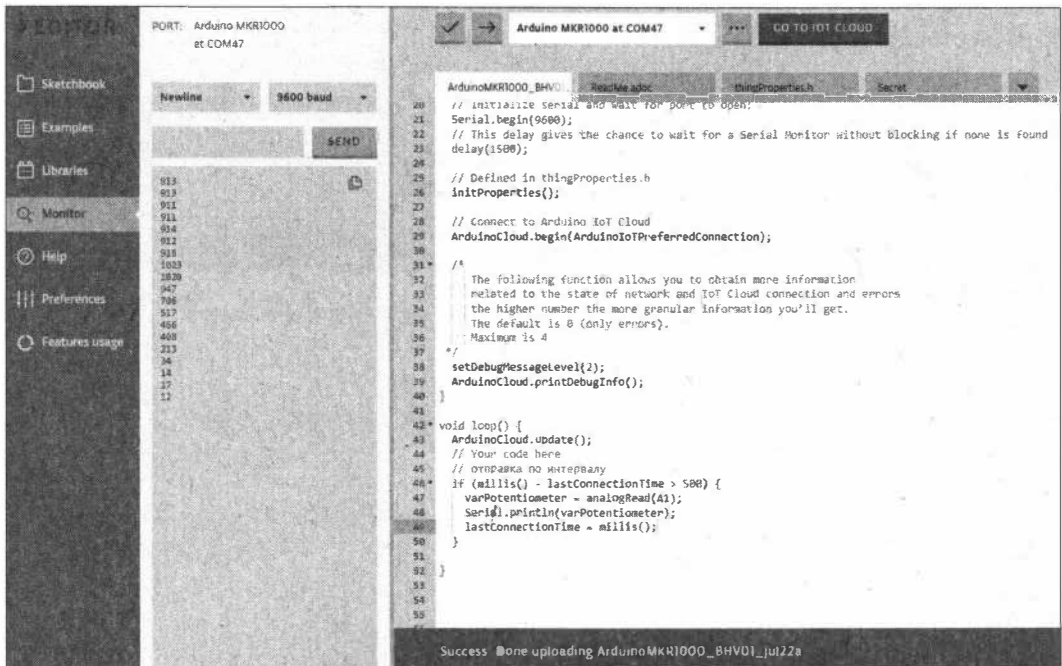 EDITOR
Sketchbook
Examples
Libraries
Monitor
Help
Preferences
Features usage
PORT: Arduino MKR1000
at COM47
Newline
9600 baud
SEND
913
913
911
911
914
912
918
1023
1020
947
706
517
466
408
213
34
14
17
12
Arduino MKR1000 at COM47
GO TO IOT CLOUD
ArduinoMKR1000_BHV01
ReadMe.adoc
thingProperties.h
Secret
20 // Initialize serial and wait for port to open:
21 Serial.begin(9600);
22 // This delay gives the chance to wait for a Serial Monitor without blocking if none is found
23 delay(1500);
24
25 // Defined in thingProperties.h
26 initProperties();
27
28 // Connect to Arduino IoT Cloud
29 ArduinoCloud.begin(ArduinoIoTPreferredConnection);
30
31 /*
32 The following function allows you to obtain more information
33 related to the state of network and IoT Cloud connection and errors
34 the higher number the more granular information you'll get.
35 The default is 0 (only errors).
36 Maximum is 4
37 */
38 setDebugMessageLevel(2);
39 ArduinoCloud.printDebugInfo();
40 }
41
42 void loop() {
43 ArduinoCloud.update();
44 // Your code here
45 // отправка по интервалу
46 if (millis() - lastConnectionTime > 500) {
47 varPotentiometer = analogRead(A1);
48 Serial.println(varPotentiometer);
49 lastConnectionTime = millis();
50 }
51
52 }
53
54
55
Success Done uploading ArduinoMKR1000_BHV01_jul22a